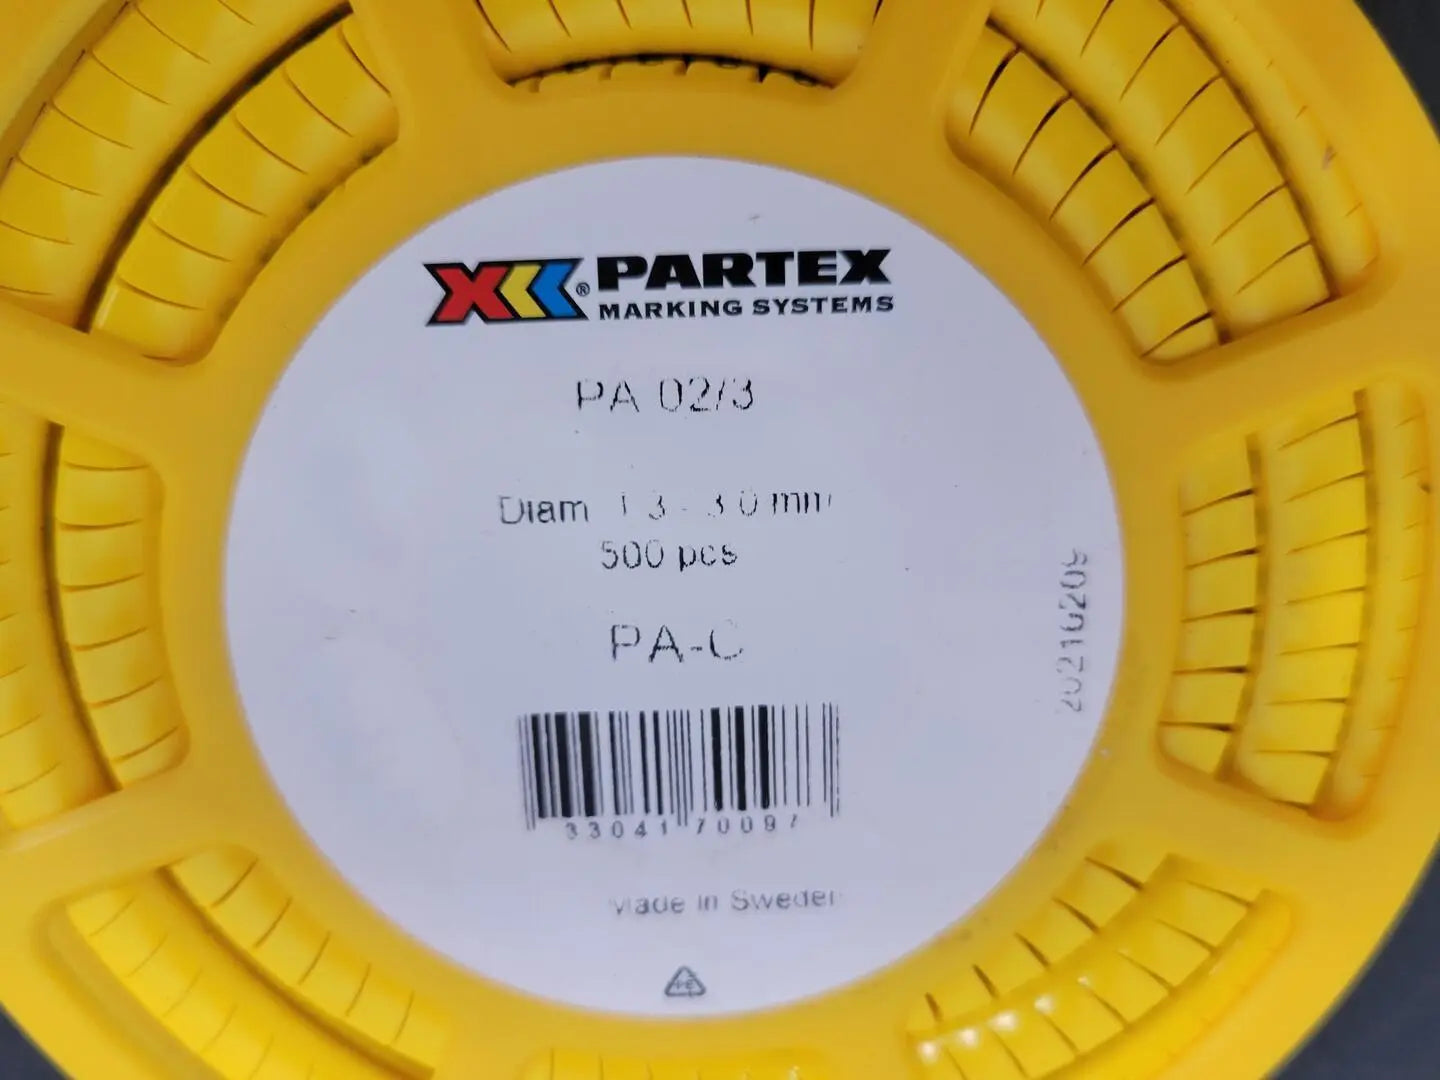 PARTEX
MARKING SYSTEMS
PA 02/3
Diam 1.3 - 3.0 mm
500 pcs
PA-C
33041 70097
Made in Sweden
20210209